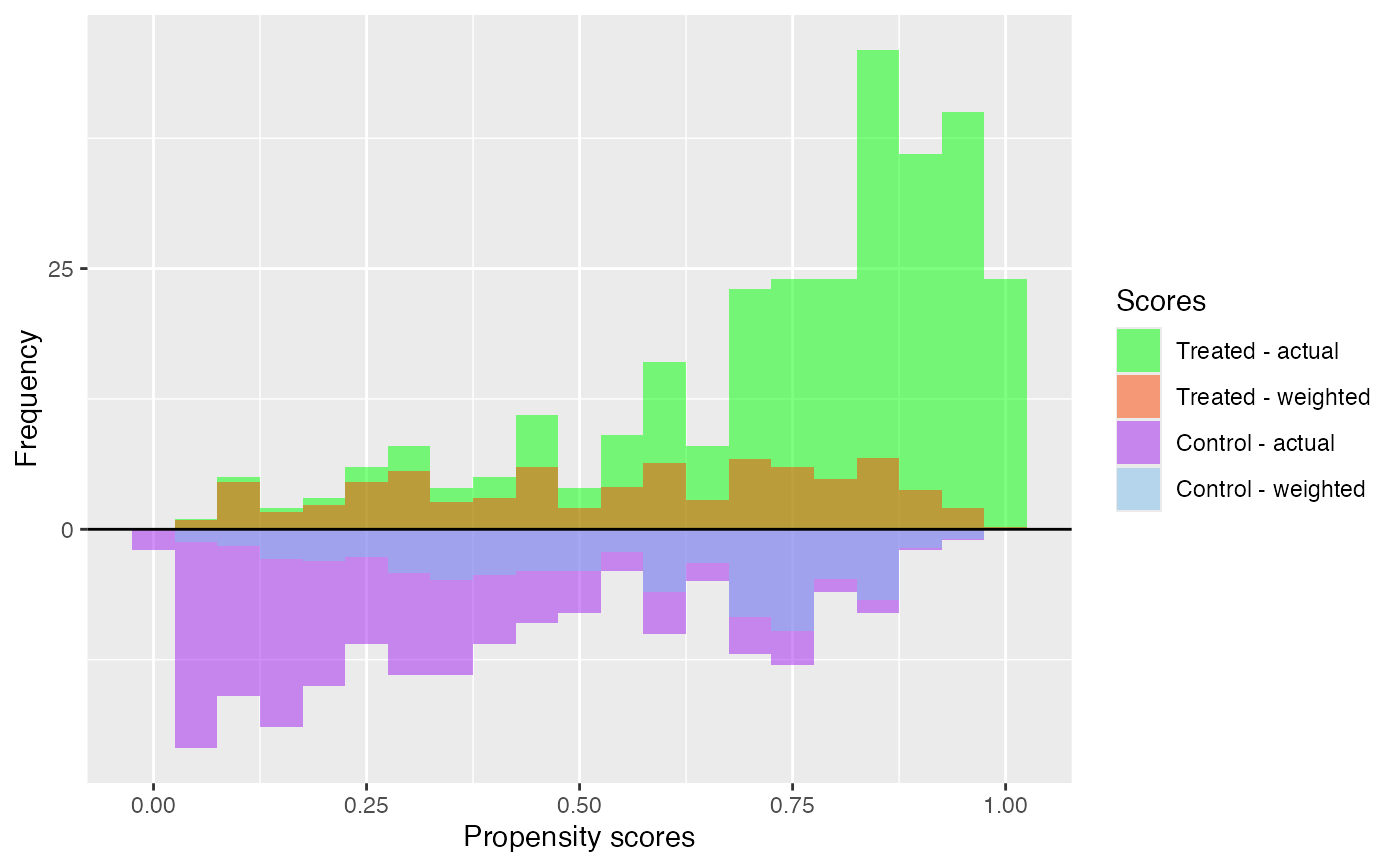 Frequency
25
0
0.00 0.25 0.50 0.75 1.00
Propensity scores
Scores
Treated - actual
Treated - weighted
Control - actual
Control - weighted